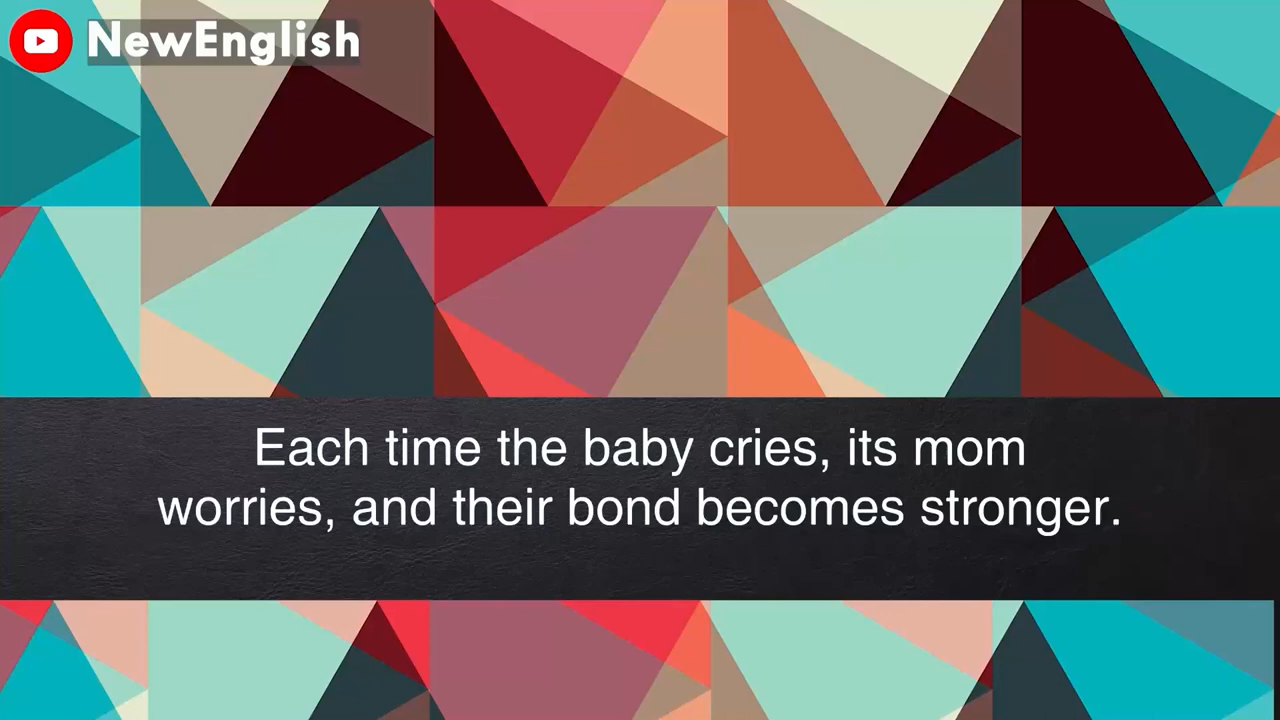 NewEnglish
Each time the baby cries, its mom
worries, and their bond becomes stronger.